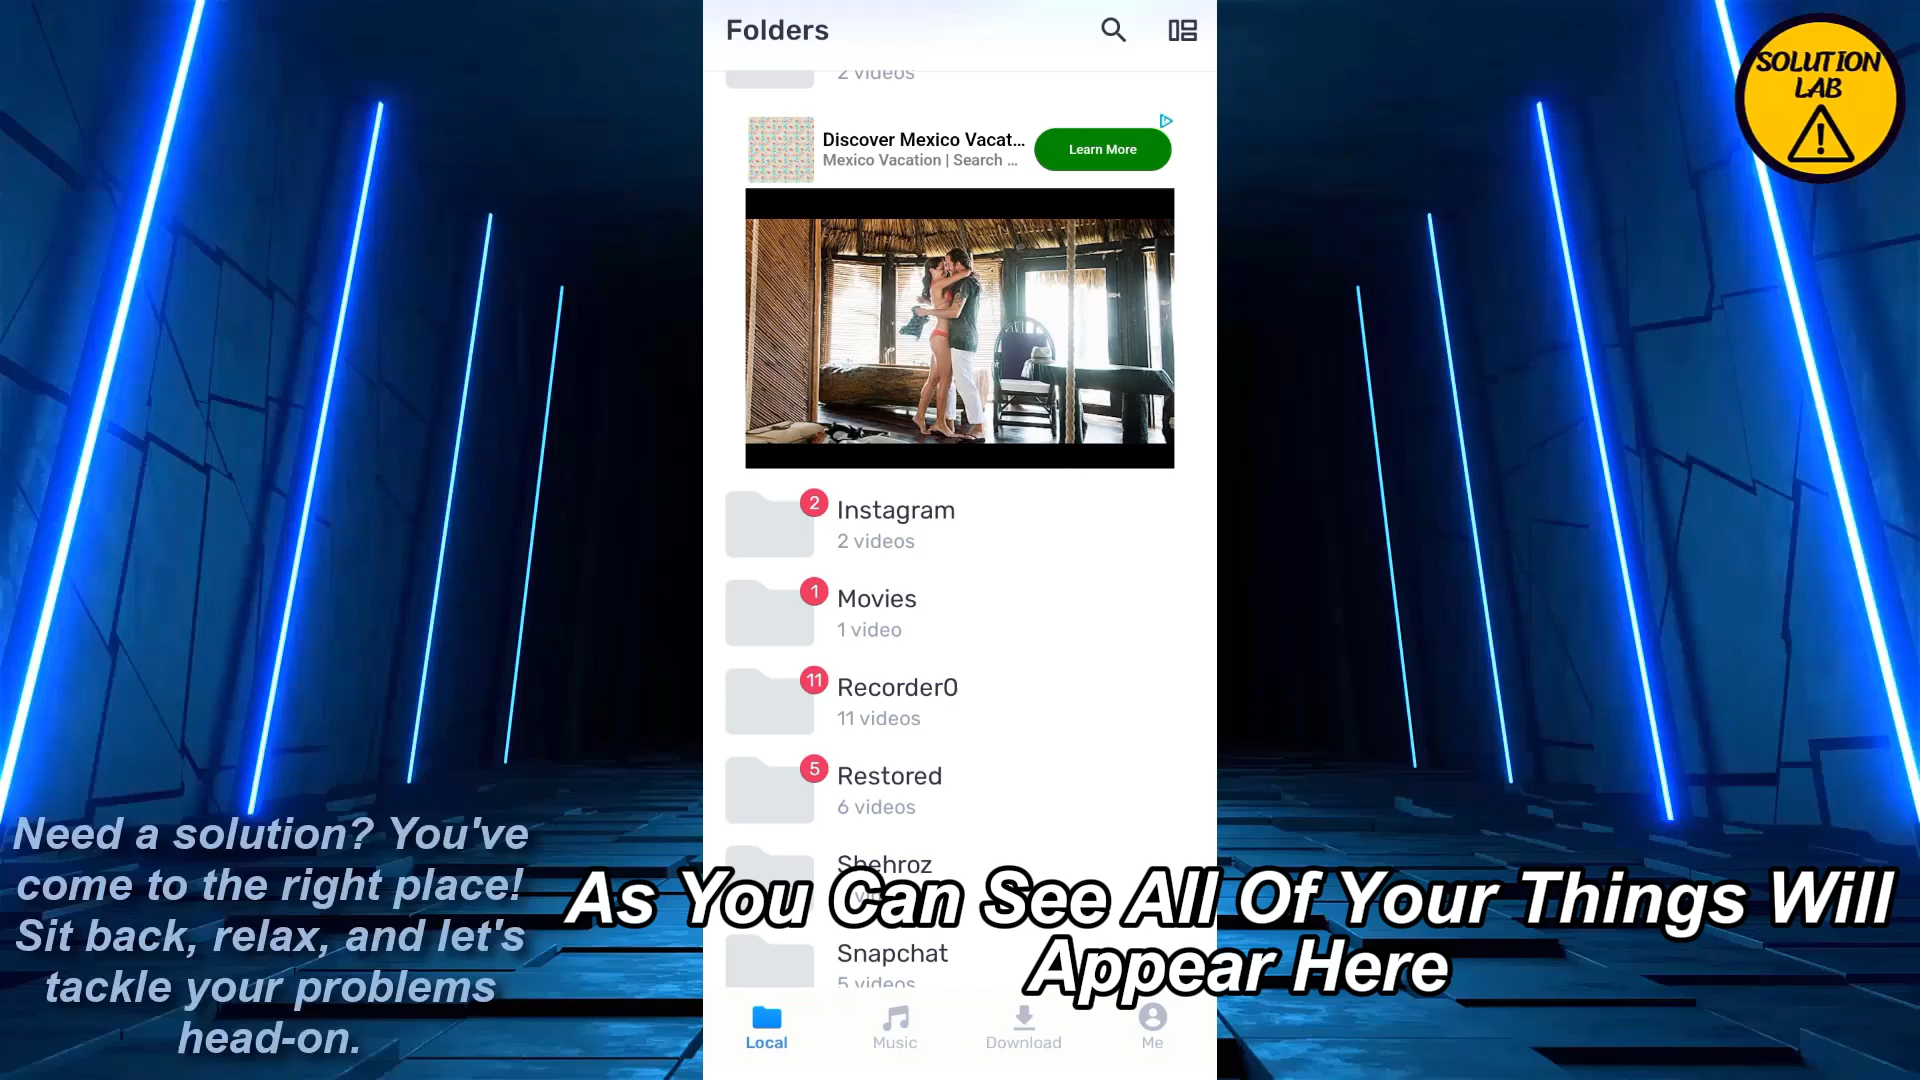 Folders
2 videos
Discover Mexico Vacat...
Mexico Vacation | Search ...
Learn More
2
Instagram
2 videos
1
Movies
1 video
11
Recorder0
11 videos
5
Restored
6 videos
Shehroz
Snapchat
5 videos
Local
Music
Download
Me
SOLUTION
LAB
Need a solution? You've
come to the right place!
Sit back, relax, and let's
tackle your problems
head-on.
As You Can See All Of Your Things Will
Appear Here